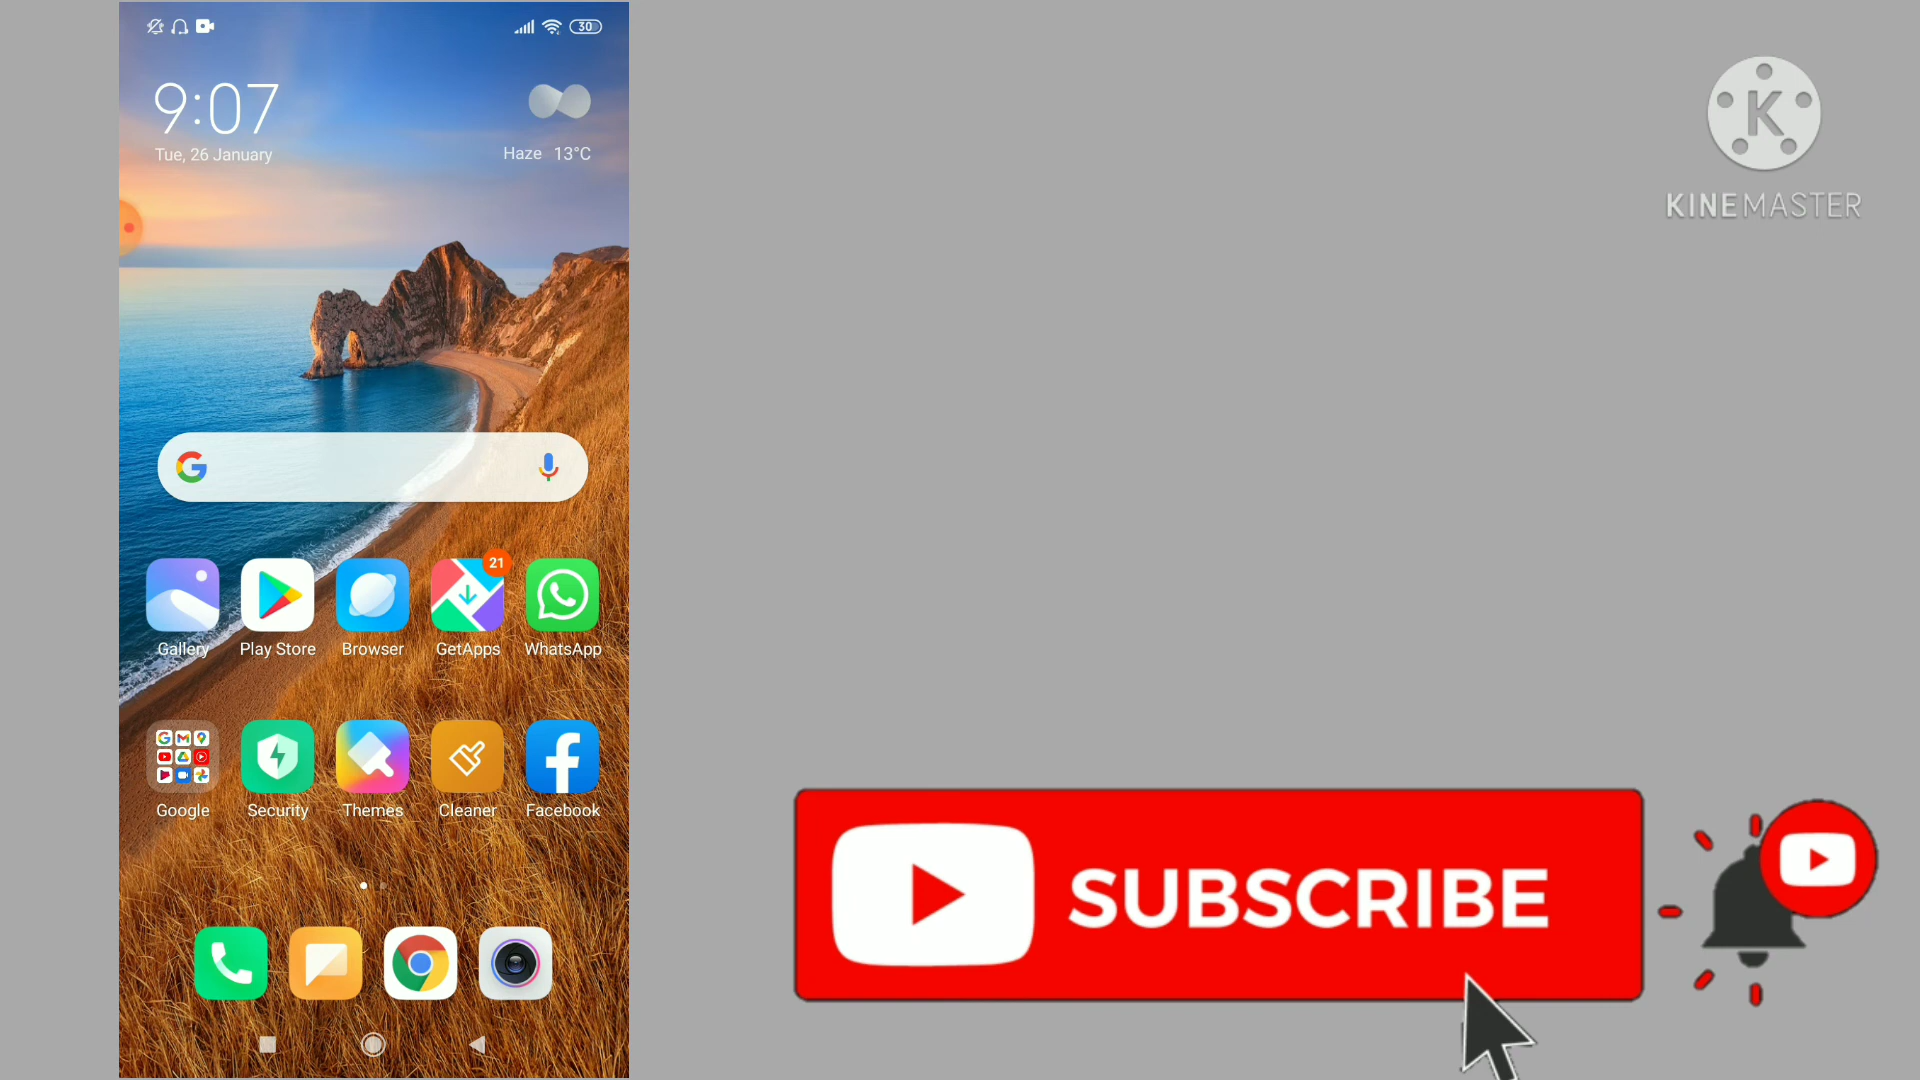 30
9:07
Tue, 26 January
Haze 13°C
21
Gallery Play Store Browser GetApps WhatsApp
Google Security Themes Cleaner Facebook
K
KINEMASTER
SUBSCRIBE